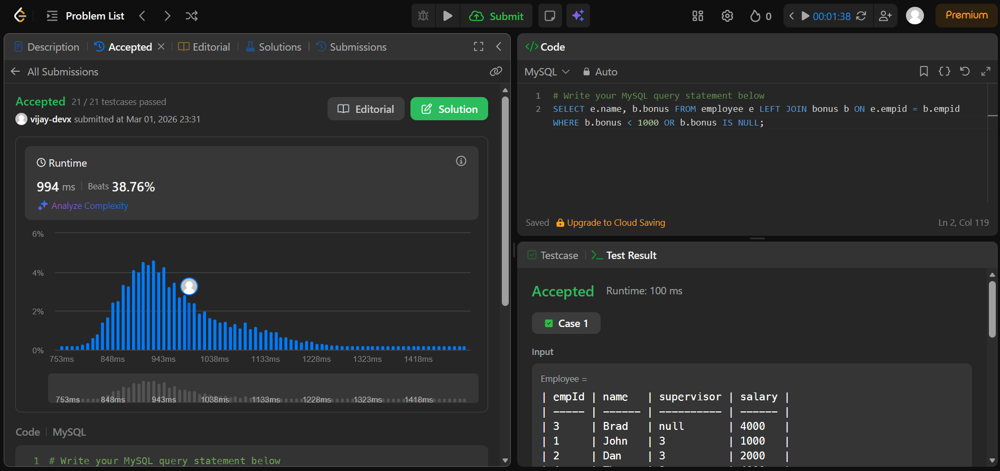 Problem List
Submit
0
00:01:38
Premium
Description
Accepted
Editorial
Solutions
Submissions
All Submissions
Accepted 21 / 21 testcases passed
vijay-devx submitted at Mar 01, 2026 23:31
Editorial
Solution
Runtime
994 ms Beats 38.76%
Analyze Complexity
6%
4%
2%
0%
753ms 848ms 943ms 1038ms 1133ms 1228ms 1323ms 1418ms
753ms 848ms 943ms 1038ms 1133ms 1228ms 1323ms 1418ms
Code MySQL
1 # Write your MySQL query statement below
</> Code
MySQL Auto
1 # Write your MySQL query statement below
2 SELECT e.name, b.bonus FROM employee e LEFT JOIN bonus b ON e.empid = b.empid
WHERE b.bonus < 1000 OR b.bonus IS NULL;
Saved Upgrade to Cloud Saving Ln 2, Col 119
Testcase >_ Test Result
Accepted Runtime: 100 ms
Case 1
Input
Employee =
| empId | name   | supervisor | salary |
| ----- | ------ | ---------- | ------ |
| 3     | Brad   | null       | 4000   |
| 1     | John   | 3          | 1000   |
| 2     | Dan    | 3          | 2000   |